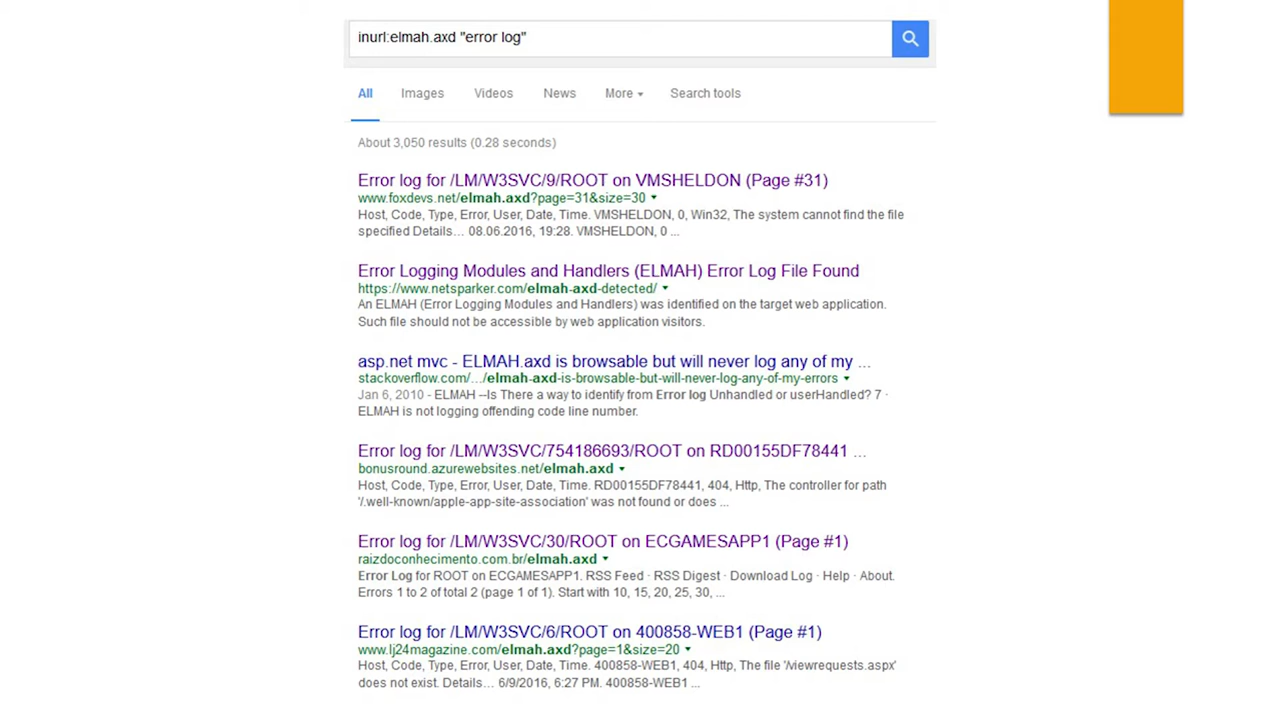 inurl:elmah.axd "error log"
All Images Videos News More Search tools
About 3,050 results (0.28 seconds)
Error log for /LM/W3SVC/9/ROOT on VMSHELDON (Page #31)
www.foxdevs.net/elmah.axd?page=31&size=30
Host, Code, Type, Error, User, Date, Time. VMSHELDON, 0, Win32, The system cannot find the file
specified Details… 08.06.2016, 19:28. VMSHELDON, 0 ...
Error Logging Modules and Handlers (ELMAH) Error Log File Found
https://www.netsparker.com/elmah-axd-detected/
An ELMAH (Error Logging Modules and Handlers) was identified on the target web application.
Such file should not be accessible by web application visitors.
asp.net mvc - ELMAH.axd is browsable but will never log any of my ...
stackoverflow.com/.../elmah-axd-is-browsable-but-will-never-log-any-of-my-errors
Jan 6, 2010 - ELMAH --Is There a way to identify from Error log Unhandled or userHandled? 7 ·
ELMAH is not logging offending code line number.
Error log for /LM/W3SVC/754186693/ROOT on RD00155DF78441 ...
bonusround.azurewebsites.net/elmah.axd
Host, Code, Type, Error, User, Date, Time. RD00155DF78441, 404, Http, The controller for path
'/.well-known/apple-app-site-association' was not found or does ...
Error log for /LM/W3SVC/30/ROOT on ECGAMESAPP1 (Page #1)
raizdoconhecimento.com.br/elmah.axd
Error Log for ROOT on ECGAMESAPP1. RSS Feed · RSS Digest · Download Log · Help · About.
Errors 1 to 2 of total 2 (page 1 of 1). Start with 10, 15, 20, 25, 30, ...
Error log for /LM/W3SVC/6/ROOT on 400858-WEB1 (Page #1)
www.lj24magazine.com/elmah.axd?page=1&size=20
Host, Code, Type, Error, User, Date, Time. 400858-WEB1, 404, Http, The file '/viewrequests.aspx'
does not exist. Details… 6/9/2016, 6:27 PM. 400858-WEB1 ...